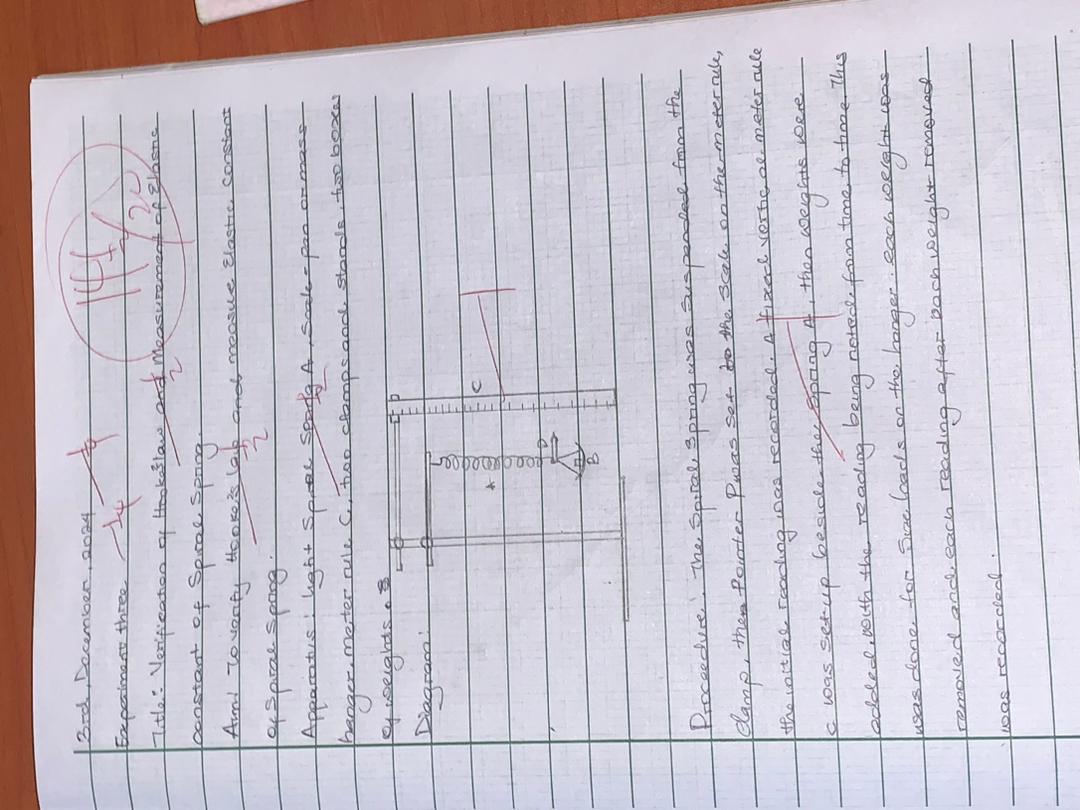 3rd, December, 2024
1/4
1/4
14½/20
Experiment three
Title: Verification of Hooke's law and Measurement of Elastic
1/2
constant of Spiral Spring.
Aim: To verify Hooke's law and measure Elastic Constant
1/2
of Spiral Spring.
Apparatus: light Spiral Spring A, Scale-pan or mass
1/2
hanger, meter rule C, two clamps and stands, two boxes
of weights.
Diagram:
C
A
P
B
1
Proceedure: The Spiral Spring was suspended from the
clamp, then Pointer P was set to the Scale on the meter rule,
the initial reading was recorded. A fixed vertical meter rule
C was setup beside the Spring A, then weights were
1
added, with the reading being noted from time to time. This
was done for Six loads on the hanger. each weight was
removed and each reading after each weight removed
was recorded.